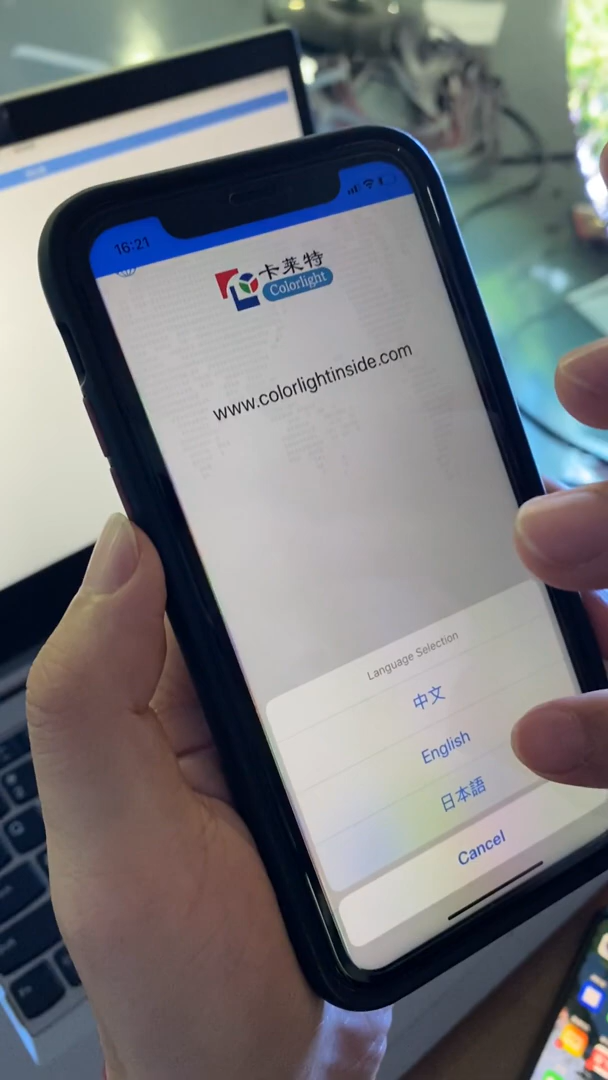 16:21
卡莱特
Colorlight
www.colorlightinside.com
Language Selection
中文
English
日本語
Cancel